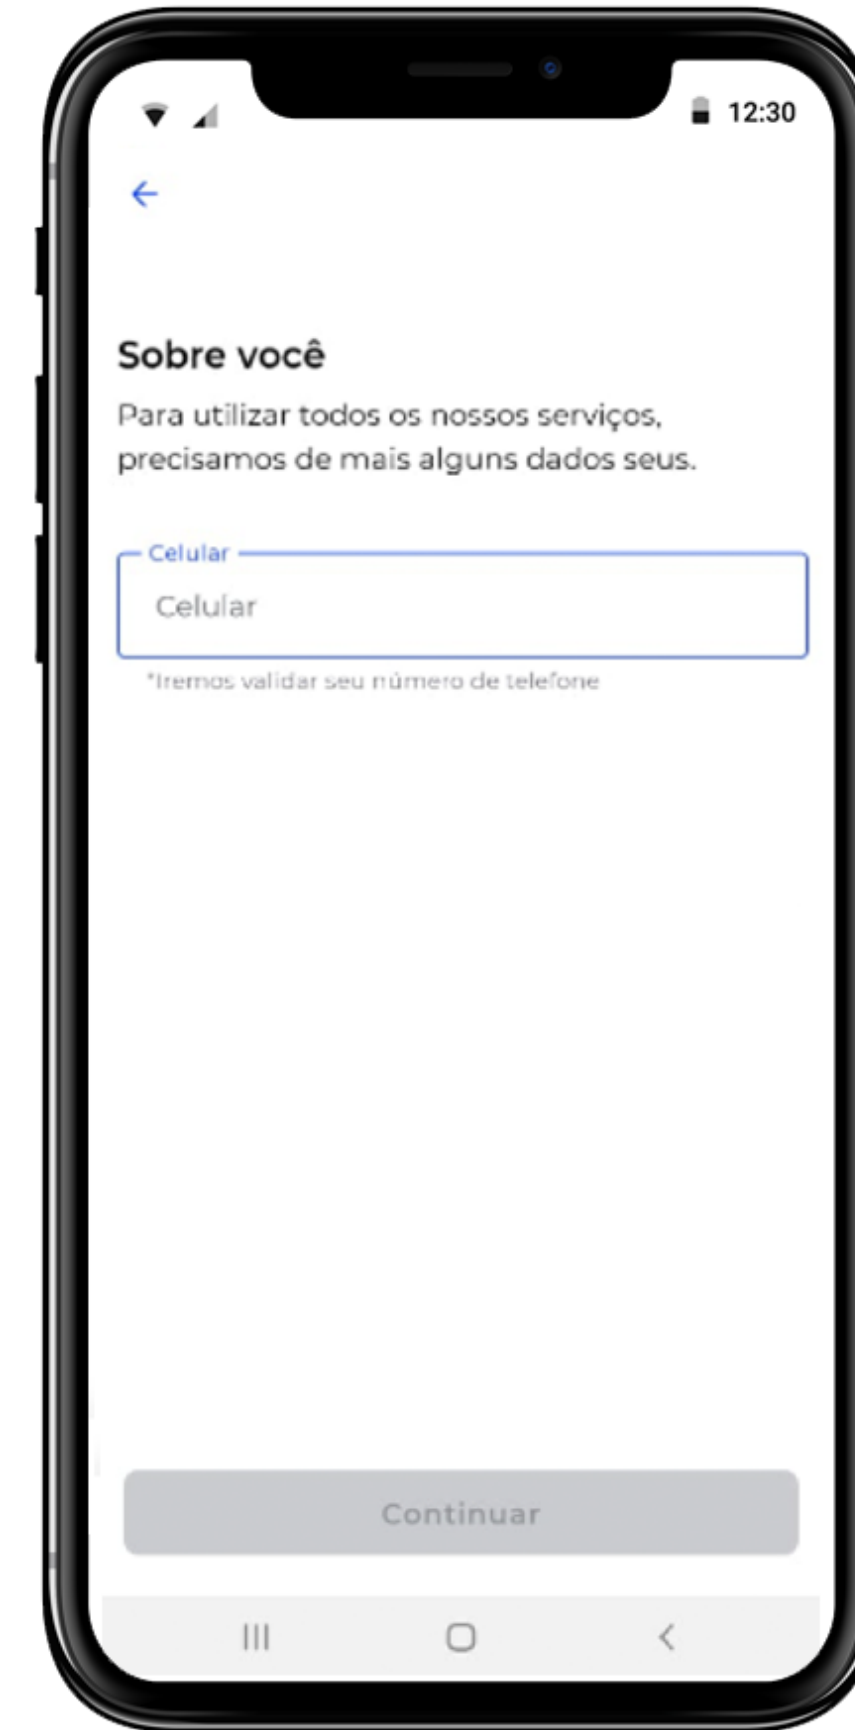 12:30
Sobre você
Para utilizar todos os nossos serviços,
precisamos de mais alguns dados seus.
Celular
Celular
*Iremos validar seu número de telefone
Continuar